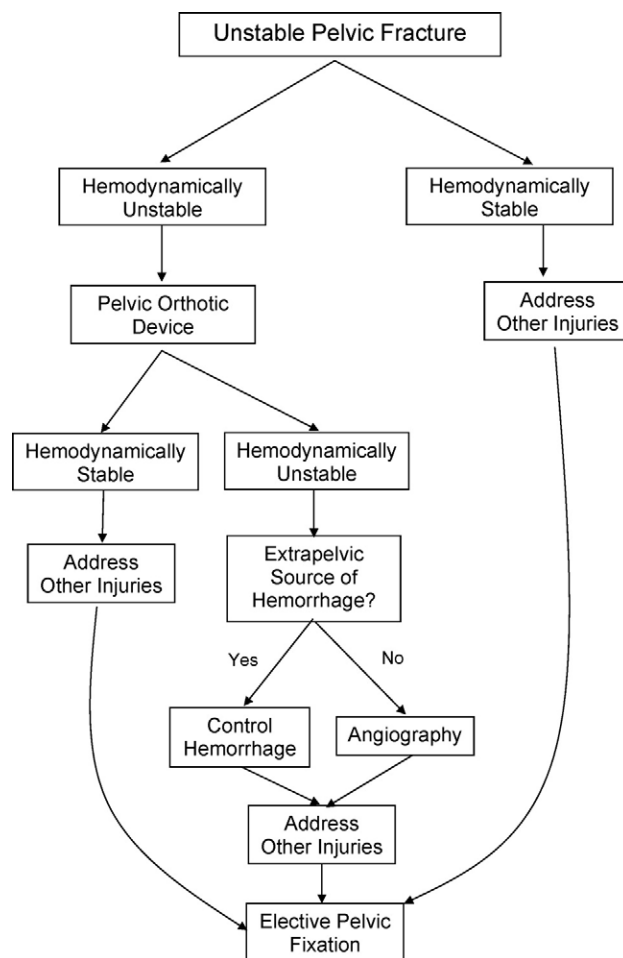 Unstable Pelvic Fracture
Hemodynamically
Unstable
Hemodynamically
Stable
Pelvic Orthotic
Device
Address
Other Injuries
Hemodynamically
Stable
Hemodynamically
Unstable
Address
Other Injuries
Extrapelvic
Source of
Hemorrhage?
Yes
No
Control
Hemorrhage
Angiography
Address
Other Injuries
Elective Pelvic
Fixation